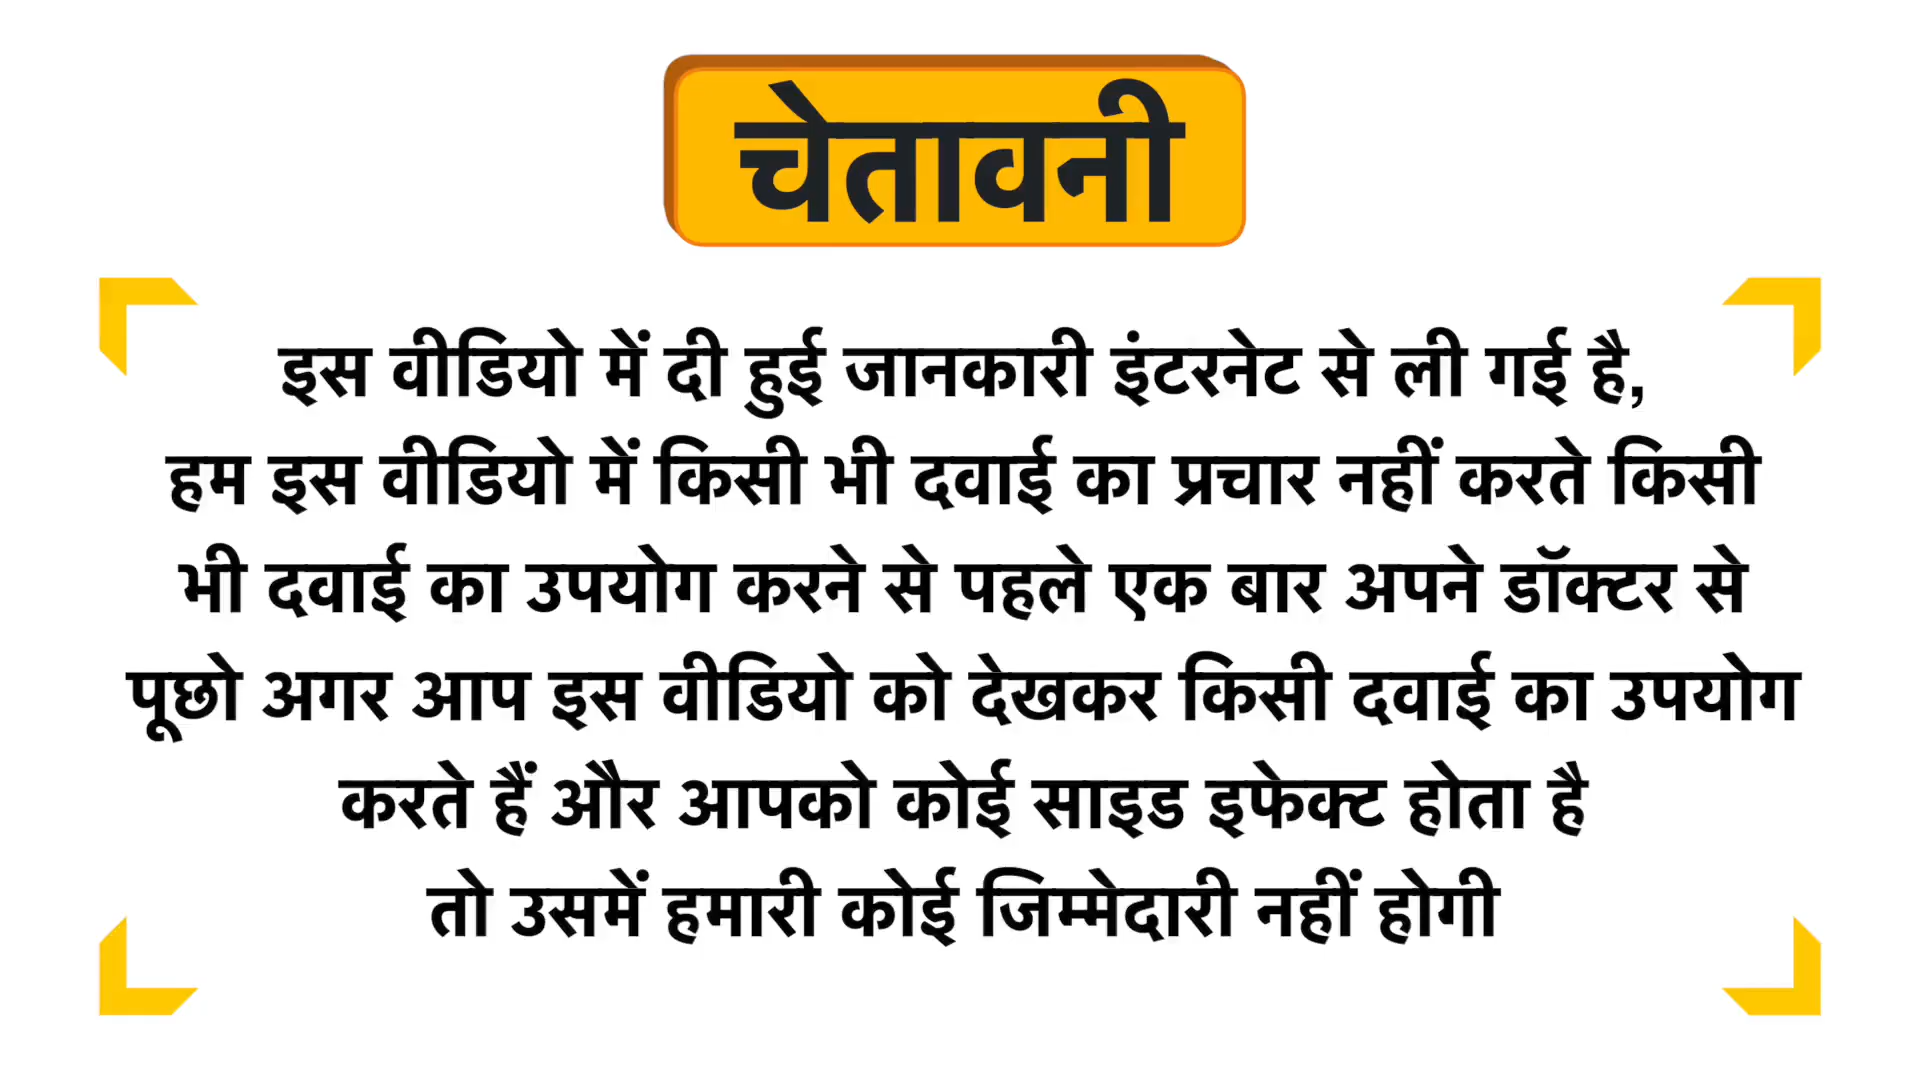 चेतावनी
इस वीडियो में दी हुई जानकारी इंटरनेट से ली गई है,
हम इस वीडियो में किसी भी दवाई का प्रचार नहीं करते किसी
भी दवाई का उपयोग करने से पहले एक बार अपने डॉक्टर से
पूछो अगर आप इस वीडियो को देखकर किसी दवाई का उपयोग
करते हैं और आपको कोई साइड इफेक्ट होता है
तो उसमें हमारी कोई जिम्मेदारी नहीं होगी